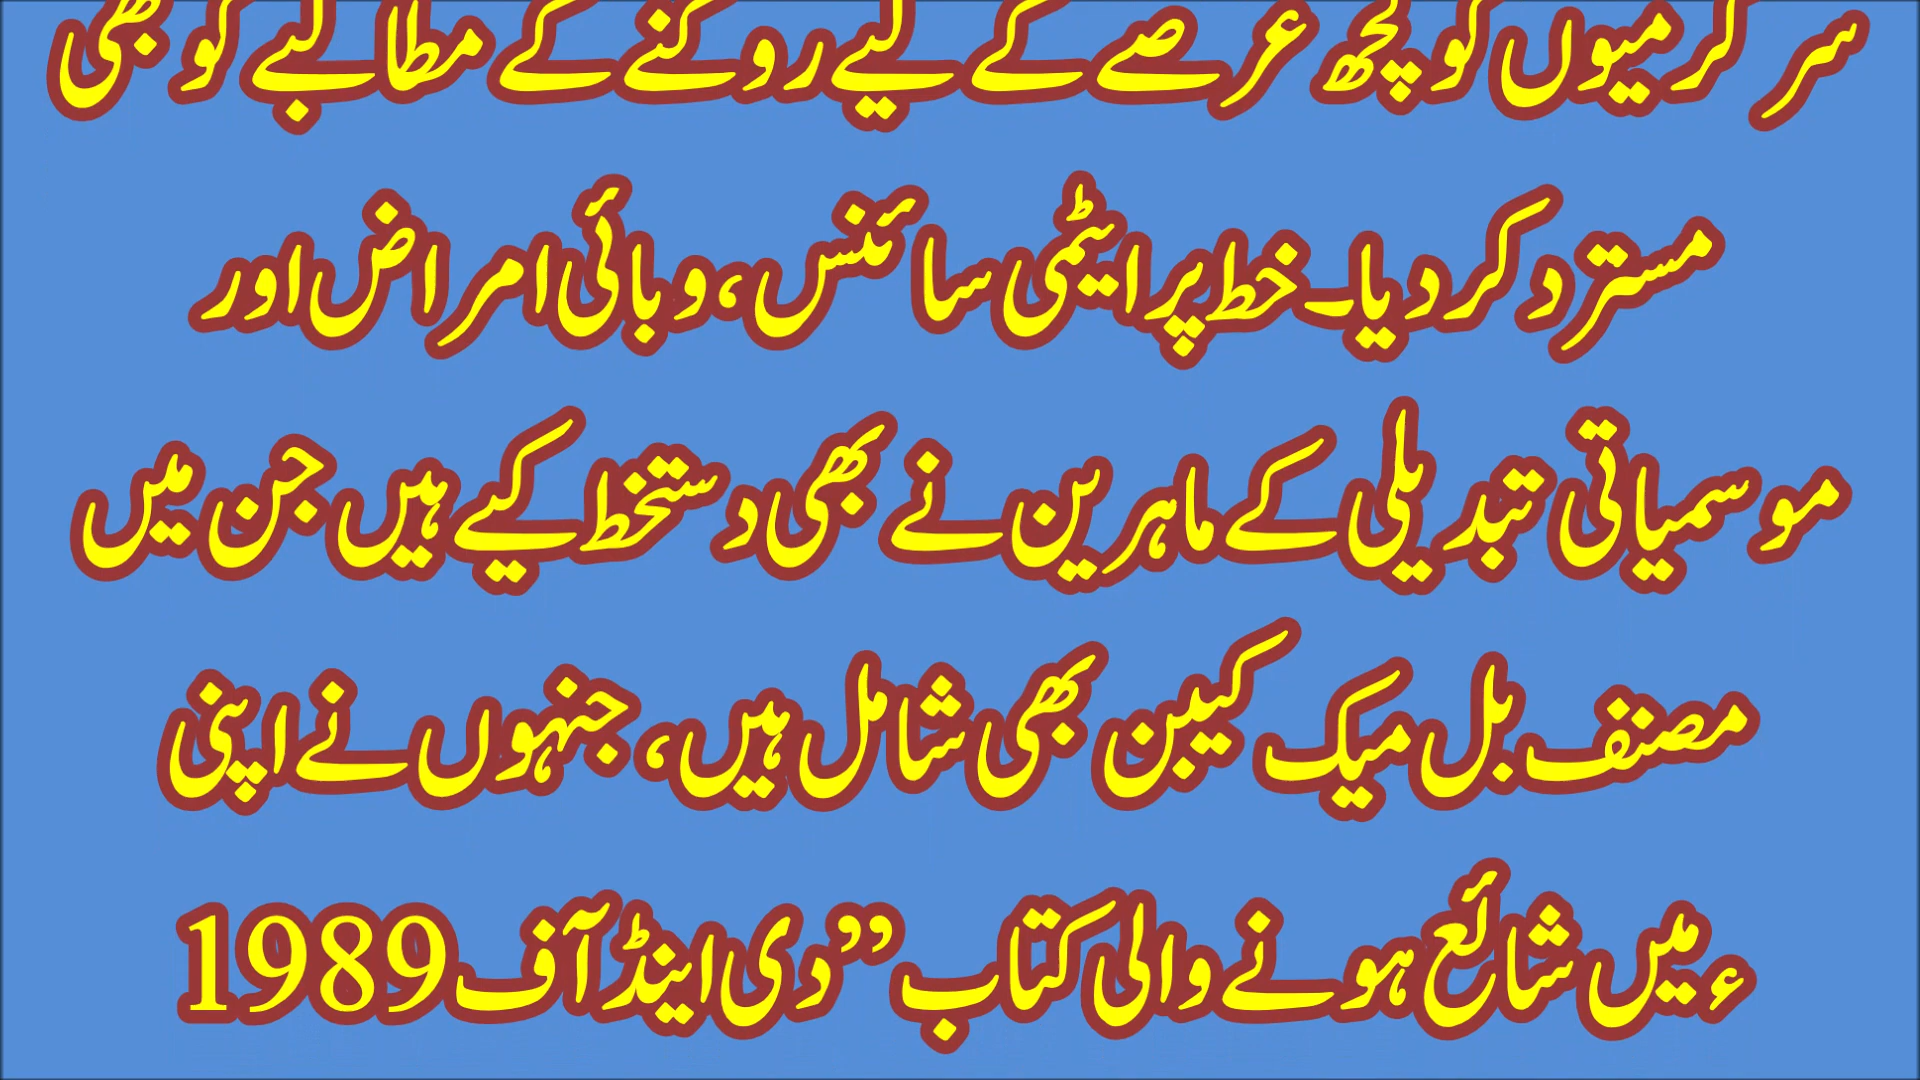 سرگرمیوں کو کچھ عرصے کے لیے روکنے کے مطالبے کو بھی
مسترد کر دیا۔ خط پر ایٹمی سائنس، وبائی امراض اور
موسمیاتی تبدیلی کے ماہرین نے بھی دستخط کیے ہیں جن میں
مصنف بل میک کیبن بھی شامل ہیں، جنہوں نے اپنی
ء میں شائع ہونے والی کتاب ”دی اینڈ آف 1989